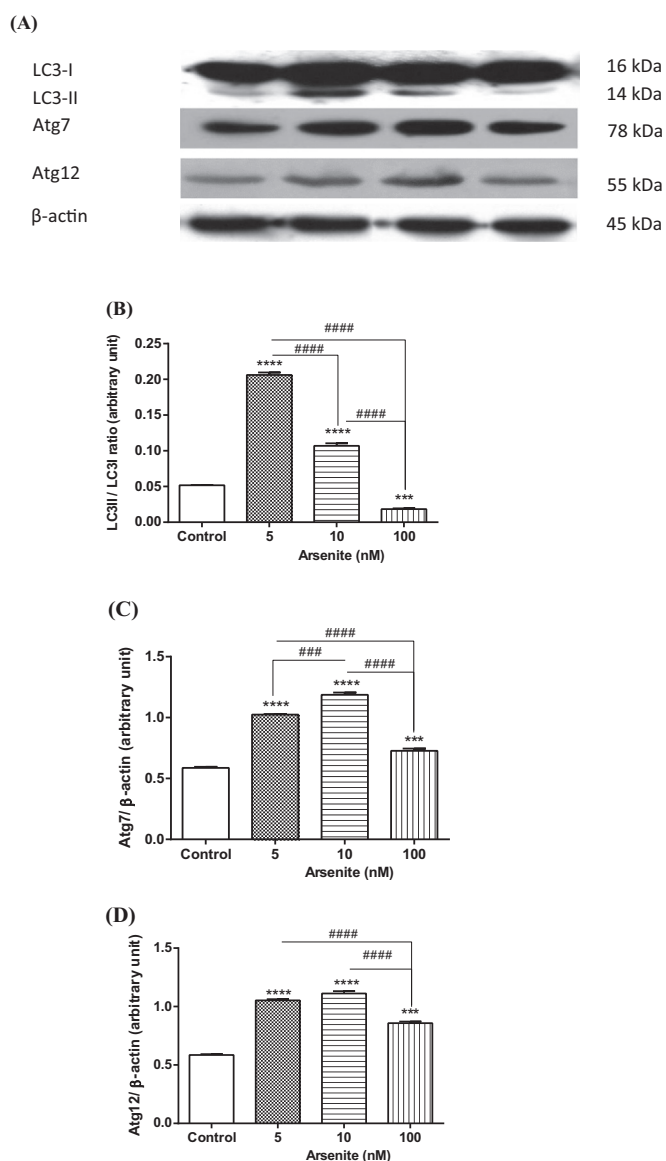 (A)
LC3-I 16 kDa
LC3-II 14 kDa
Atg7 78 kDa
Atg12 55 kDa
β-actin 45 kDa
(B)
LC3II/ LC3I ratio (arbitrary unit)
0.25
0.20
0.15
0.10
0.05
0.00
####
####
####
****
****
***
Control 5 10 100
Arsenite (nM)
(C)
Atg7/ β-actin (arbitrary unit)
1.5
1.0
0.5
0.0
####
###
####
****
****
***
Control 5 10 100
Arsenite (nM)
(D)
Atg12/ β-actin (arbitrary unit)
1.5
1.0
0.5
0.0
####
####
****
****
***
Control 5 10 100
Arsenite (nM)